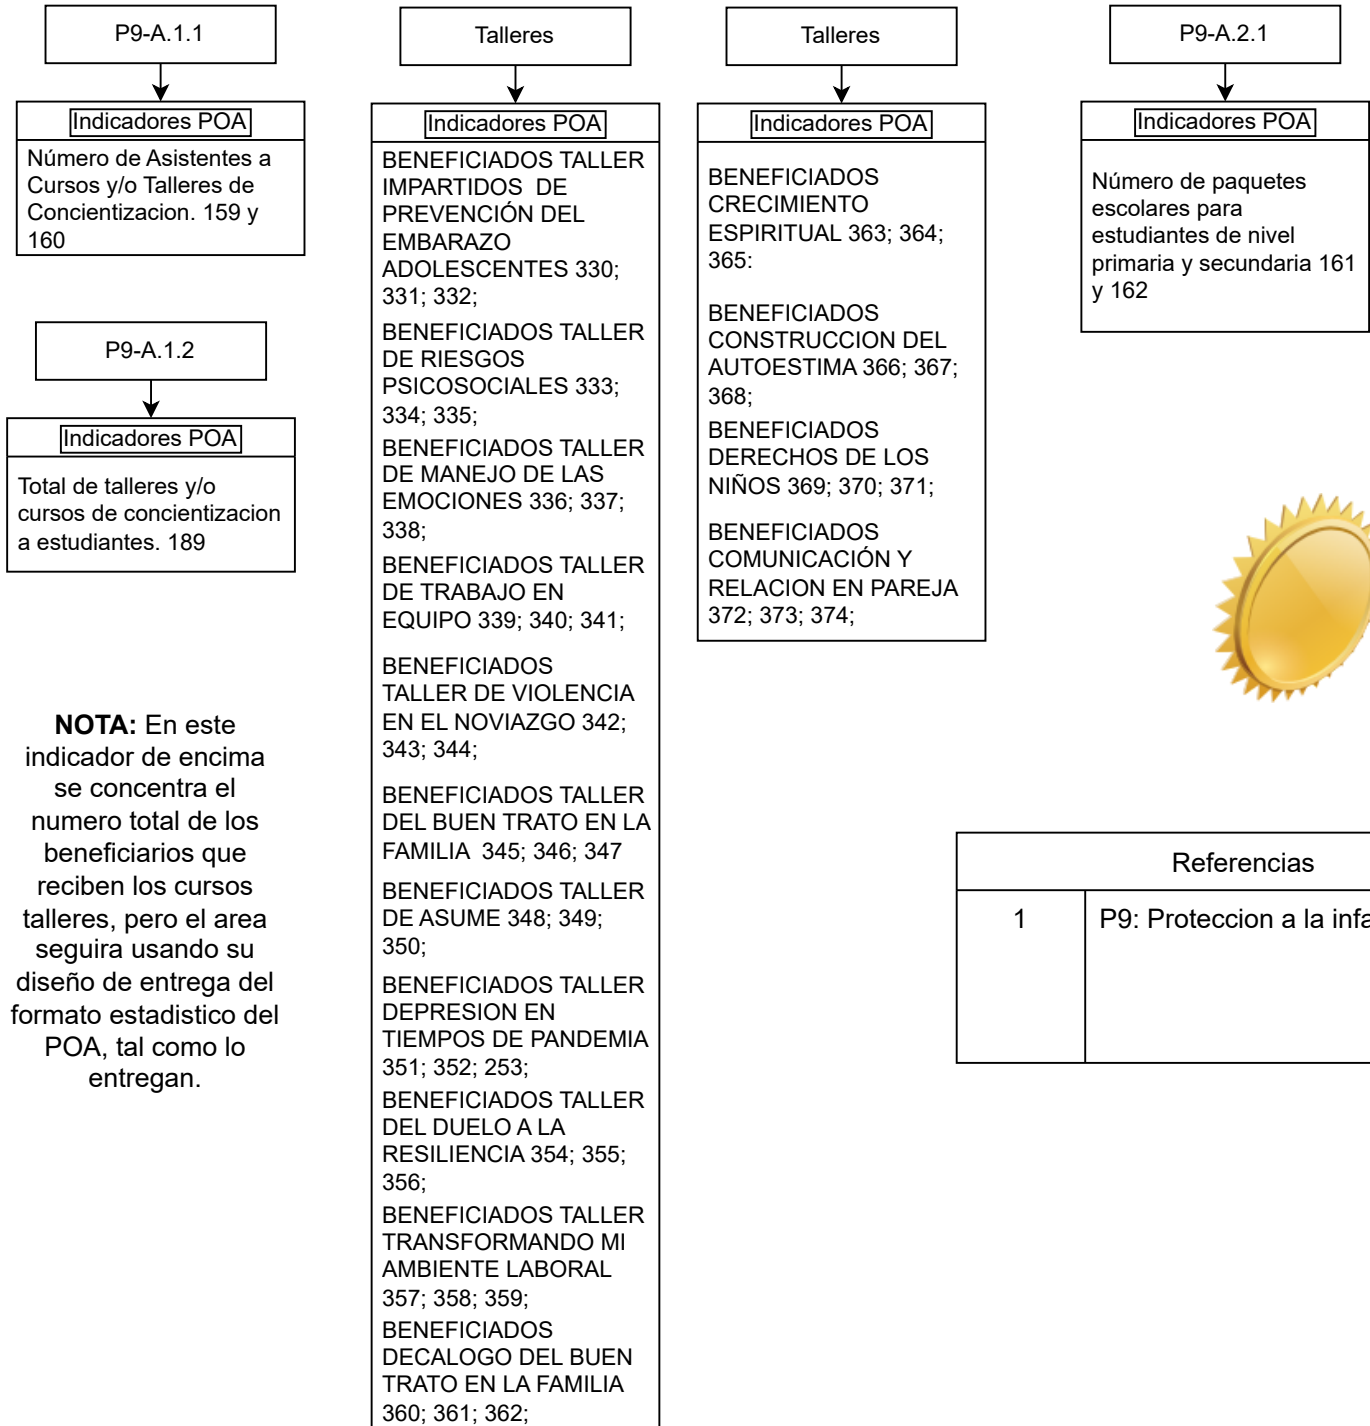 P9-A.1.1
Indicadores POA
Número de Asistentes a
Cursos y/o Talleres de
Concientizacion. 159 y
160
P9-A.1.2
Indicadores POA
Total de talleres y/o
cursos de concientizacion
a estudiantes. 189
NOTA: En este
indicador de encima
se concentra el
numero total de los
beneficiarios que
reciben los cursos
talleres, pero el area
seguira usando su
diseño de entrega del
formato estadistico del
POA, tal como lo
entregan.
Talleres
Indicadores POA
BENEFICIADOS TALLER
IMPARTIDOS  DE
PREVENCIÓN DEL
EMBARAZO
ADOLESCENTES 330;
331; 332;
BENEFICIADOS TALLER
DE RIESGOS
PSICOSOCIALES 333;
334; 335;
BENEFICIADOS TALLER
DE MANEJO DE LAS
EMOCIONES 336; 337;
338;
BENEFICIADOS TALLER
DE TRABAJO EN
EQUIPO 339; 340; 341;
BENEFICIADOS
TALLER DE VIOLENCIA
EN EL NOVIAZGO 342;
343; 344;
BENEFICIADOS TALLER
DEL BUEN TRATO EN LA
FAMILIA  345; 346; 347
BENEFICIADOS TALLER
DE ASUME 348; 349;
350;
BENEFICIADOS TALLER
DEPRESION EN
TIEMPOS DE PANDEMIA
351; 352; 253;
BENEFICIADOS TALLER
DEL DUELO A LA
RESILIENCIA 354; 355;
356;
BENEFICIADOS TALLER
TRANSFORMANDO MI
AMBIENTE LABORAL
357; 358; 359;
BENEFICIADOS
DECALOGO DEL BUEN
TRATO EN LA FAMILIA
360; 361; 362;
Talleres
Indicadores POA
BENEFICIADOS
CRECIMIENTO
ESPIRITUAL 363; 364;
365:
BENEFICIADOS
CONSTRUCCION DEL
AUTOESTIMA 366; 367;
368;
BENEFICIADOS
DERECHOS DE LOS
NIÑOS 369; 370; 371;
BENEFICIADOS
COMUNICACIÓN Y
RELACION EN PAREJA
372; 373; 374;
P9-A.2.1
Indicadores POA
Número de paquetes
escolares para
estudiantes de nivel
primaria y secundaria 161
y 162
Referencias
1 P9: Proteccion a la infa